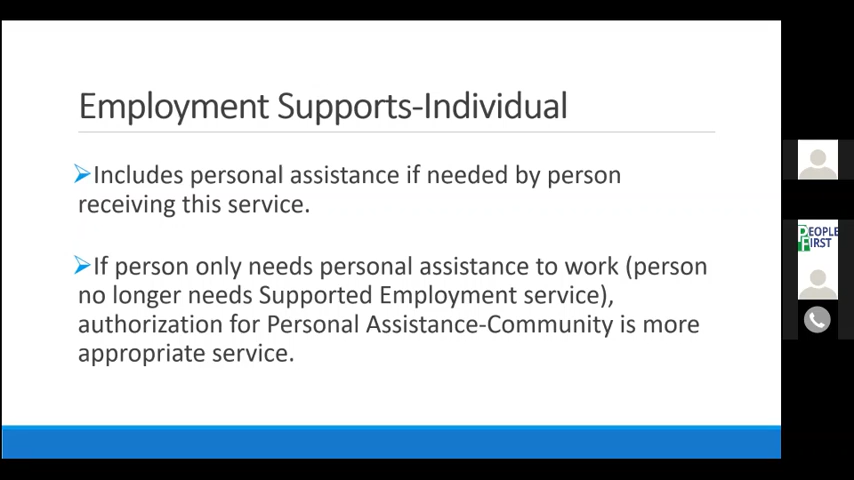 Employment Supports-Individual
Includes personal assistance if needed by person
receiving this service.
If person only needs personal assistance to work (person
no longer needs Supported Employment service),
authorization for Personal Assistance-Community is more
appropriate service.
PEOPLE
FIRST